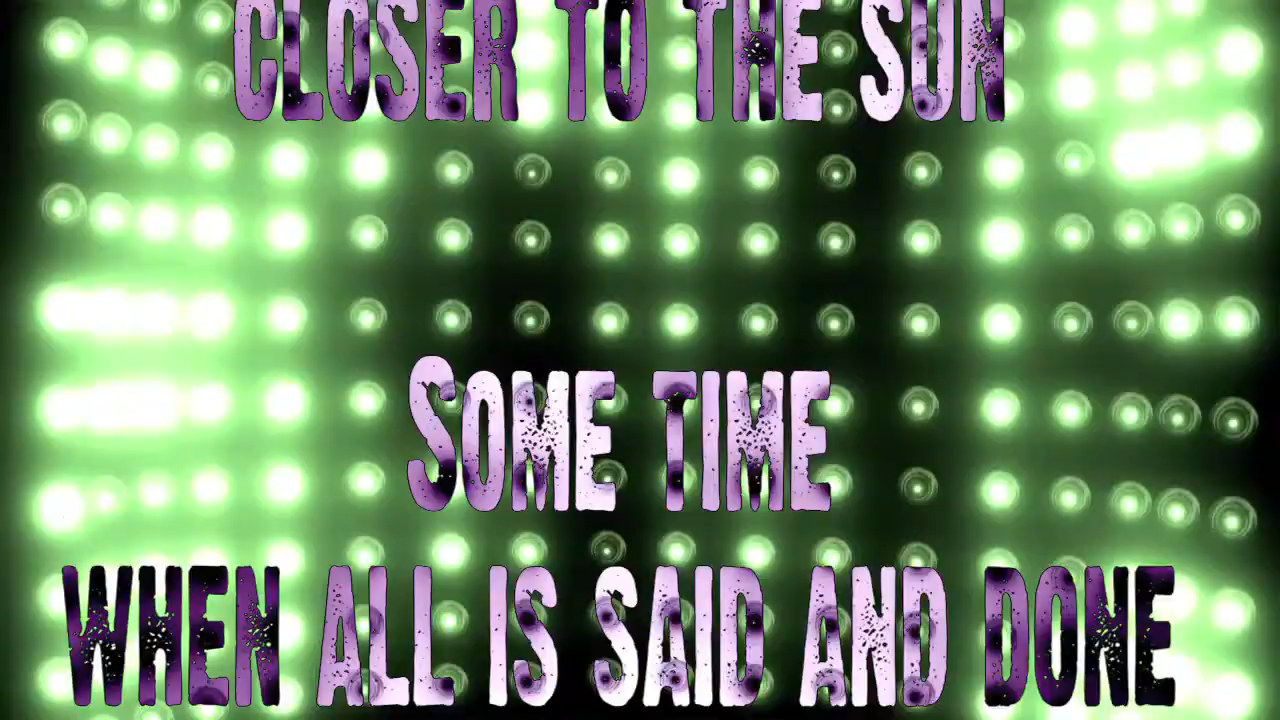 CLOSER TO THE SUN
SOME TIME
WHEN ALL IS SAID AND DONE